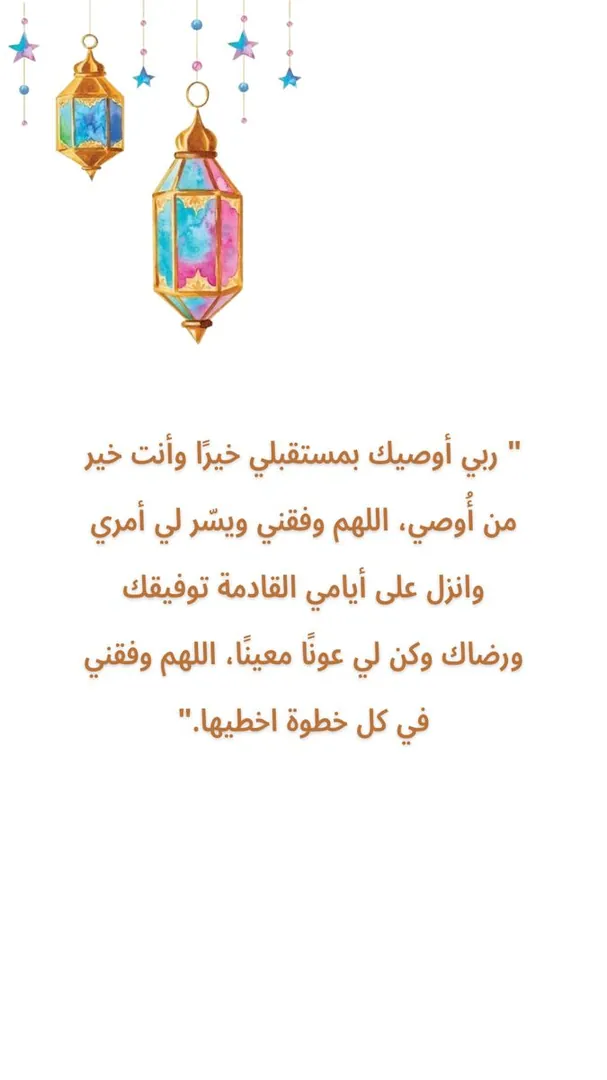 " ربي أوصيك بمستقبلي خيرًا وأنت خير
من أُوصي، اللهم وفقني ويسّر لي أمري
وانزل على أيامي القادمة توفيقك
ورضاك وكن لي عونًا معينًا، اللهم وفقني
في كل خطوة اخطيها."